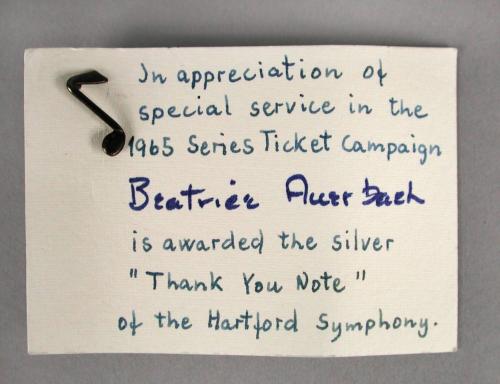 In appreciation of
special service in the
1965 Series Ticket Campaign
Beatrice Auerbach
is awarded the silver
"Thank You Note"
of the Hartford Symphony.